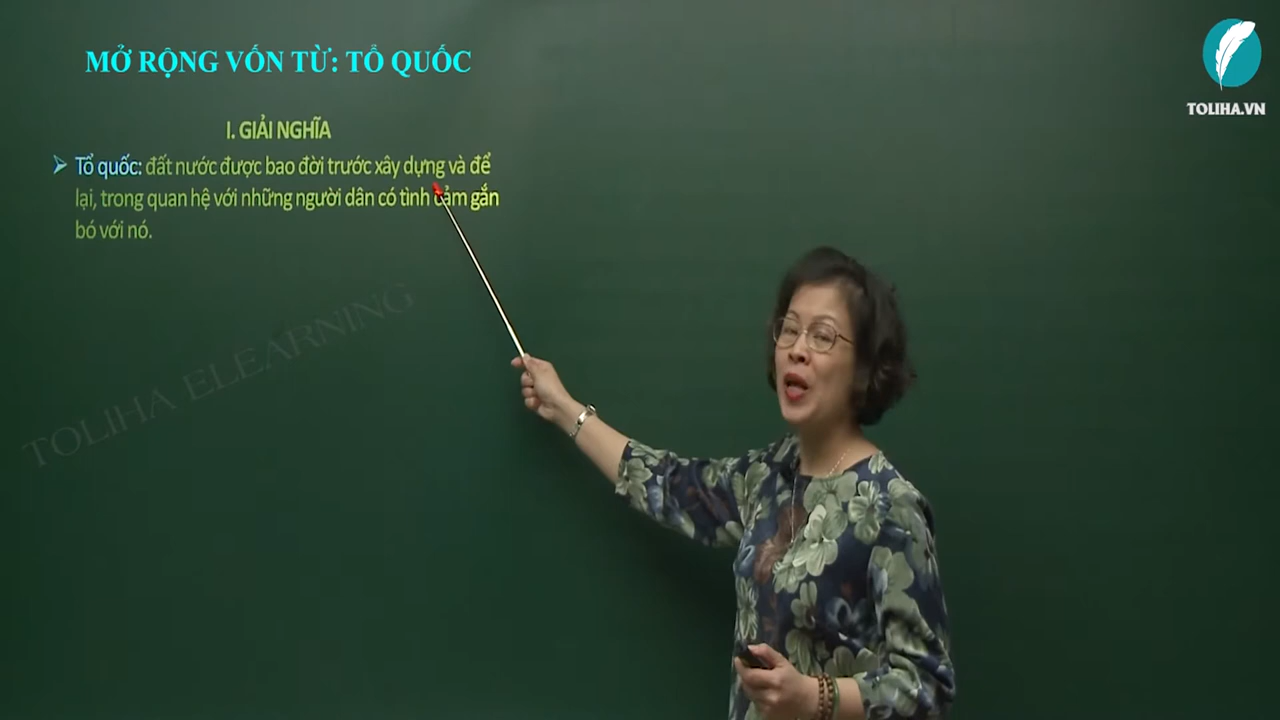 MỞ RỘNG VỐN TỪ: TỔ QUỐC
TOLIHA.VN
I. GIẢI NGHĨA
Tổ quốc: đất nước được bao đời trước xây dựng và để
lại, trong quan hệ với những người dân có tình cảm gắn
bó với nó.
TOLIHA ELEARNING